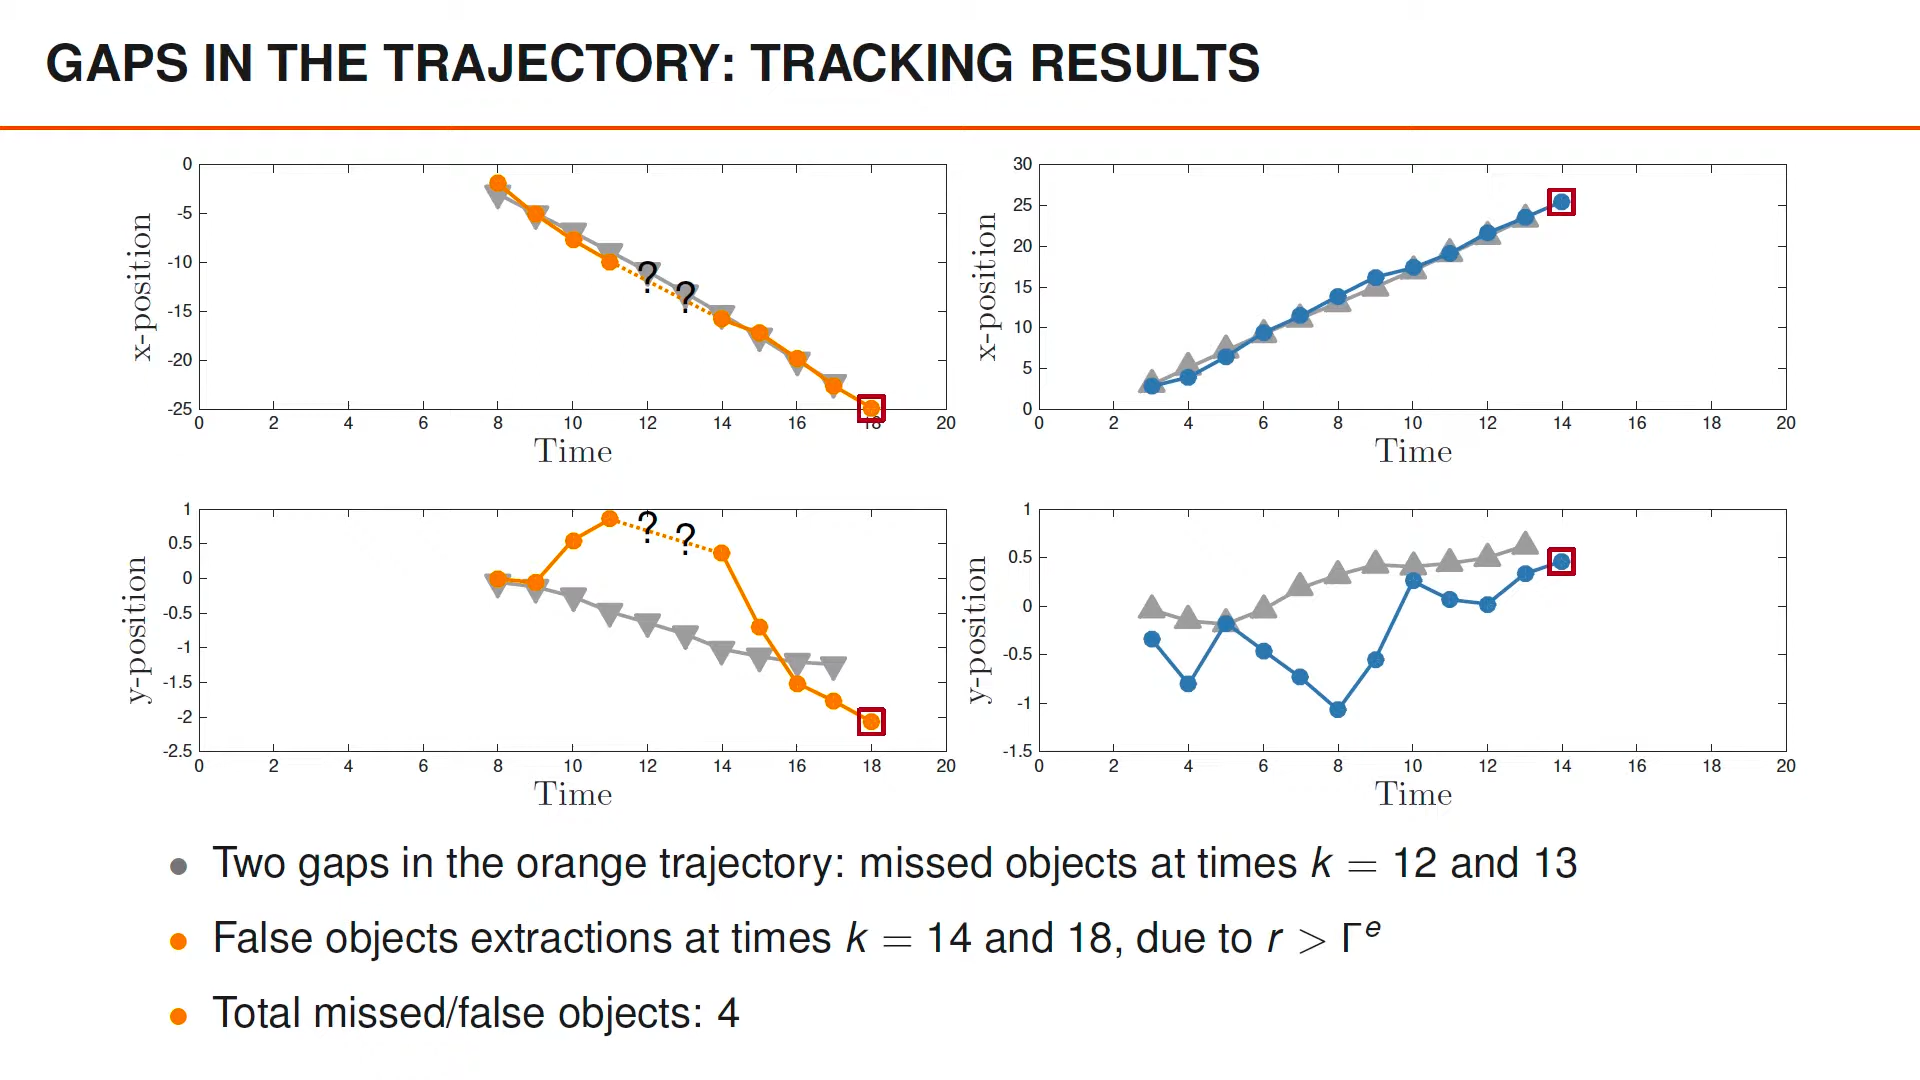 GAPS IN THE TRAJECTORY: TRACKING RESULTS
0
-5
-10
-15
-20
-25
x-position
? ?
0 2 4 6 8 10 12 14 16 18 20
Time
30
25
20
15
10
5
0
x-position
0 2 4 6 8 10 12 14 16 18 20
Time
1
0.5
0
-0.5
-1
-1.5
-2
-2.5
y-position
? ?
0 2 4 6 8 10 12 14 16 18 20
Time
1
0.5
0
-0.5
-1
-1.5
y-position
0 2 4 6 8 10 12 14 16 18 20
Time
Two gaps in the orange trajectory: missed objects at times k = 12 and 13
False objects extractions at times k = 14 and 18, due to r > Γᵉ
Total missed/false objects: 4